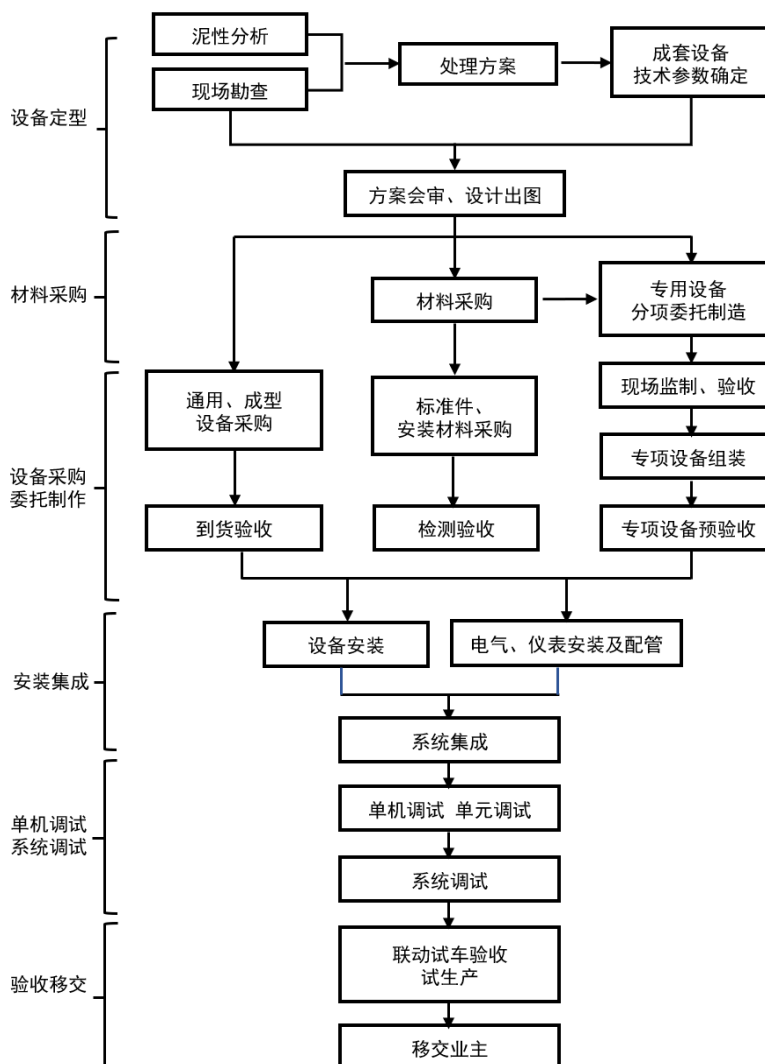 泥性分析
处理方案
成套设备
技术参数确定
现场勘查
设备定型
方案会审、设计出图
材料采购
材料采购
专用设备
分项委托制造
通用、成型
设备采购
标准件、
安装材料采购
现场监制、验收
设备采购
委托制作
专项设备组装
到货验收
检测验收
专项设备预验收
设备安装
电气、仪表安装及配管
安装集成
系统集成
单机调试
系统调试
单机调试 单元调试
系统调试
验收移交
联动试车验收
试生产
移交业主